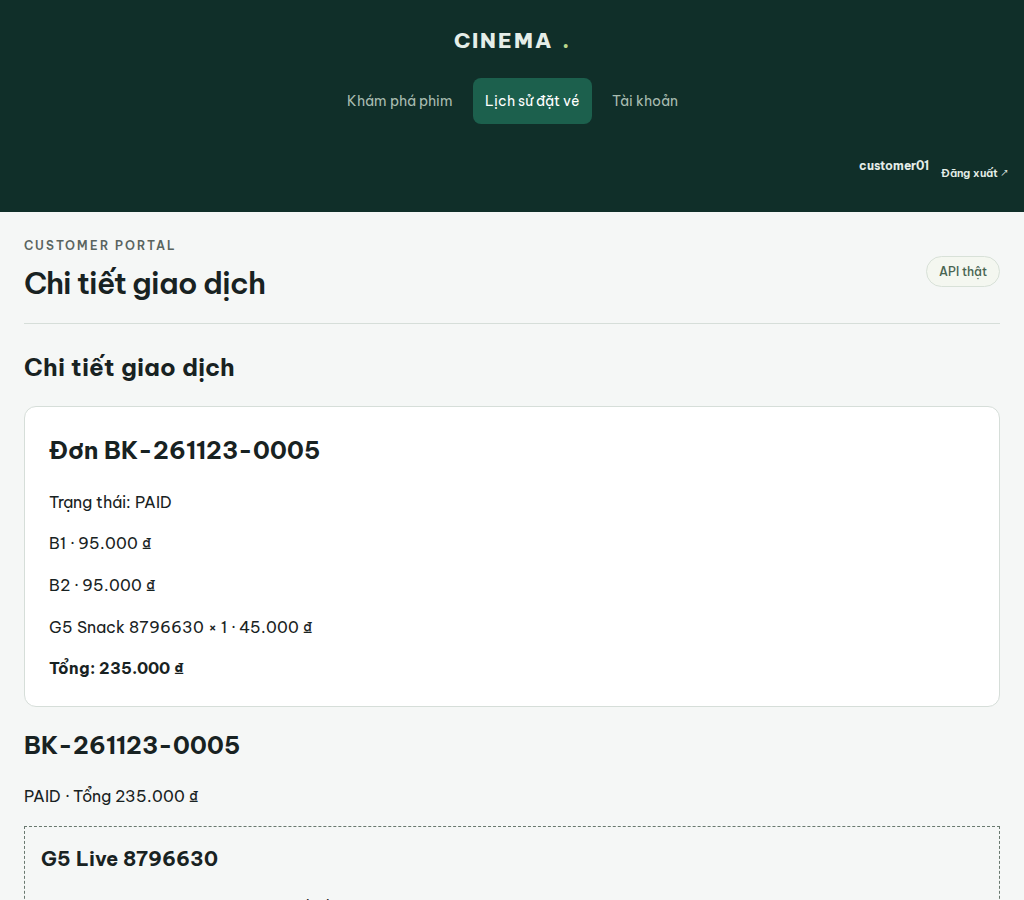 CINEMA .
Khám phá phim
Lịch sử đặt vé
Tài khoản
customer01
Đăng xuất ↗
CUSTOMER PORTAL
Chi tiết giao dịch
API thật
Chi tiết giao dịch
Đơn BK-261123-0005
Trạng thái: PAID
B1 · 95.000 ₫
B2 · 95.000 ₫
G5 Snack 8796630 × 1 · 45.000 ₫
Tổng: 235.000 ₫
BK-261123-0005
PAID · Tổng 235.000 ₫
G5 Live 8796630